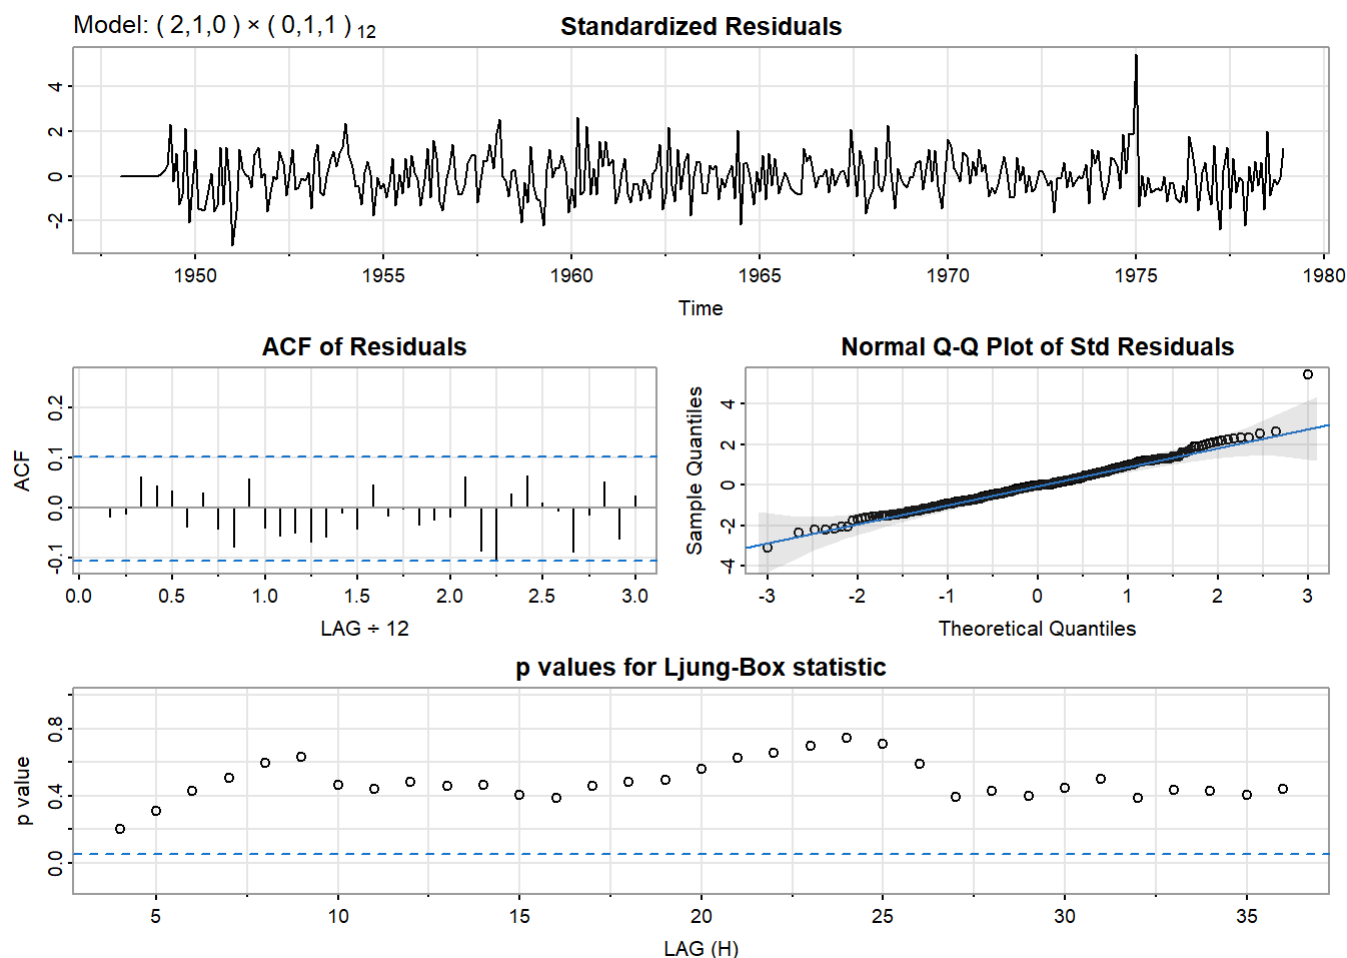 Model: ( 2,1,0 ) × ( 0,1,1 ) 12
Standardized Residuals
4
2
0
-2
1950 1955 1960 1965 1970 1975 1980
Time
ACF of Residuals
ACF
0.2
0.1
0.0
-0.1
0.0 0.5 1.0 1.5 2.0 2.5 3.0
LAG ÷ 12
Normal Q-Q Plot of Std Residuals
Sample Quantiles
4
2
0
-2
-4
-3 -2 -1 0 1 2 3
Theoretical Quantiles
p values for Ljung-Box statistic
p value
0.8
0.4
0.0
5 10 15 20 25 30 35
LAG (H)